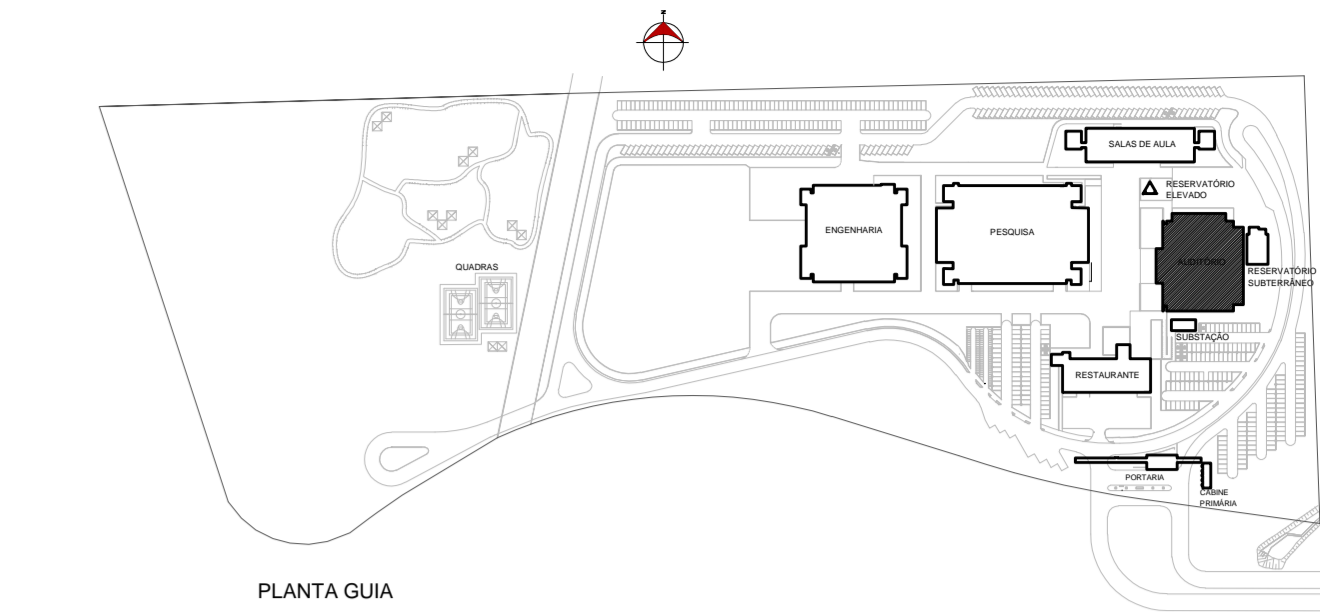 N
SALAS DE AULA
RESERVATÓRIO
ELEVADO
ENGENHARIA
PESQUISA
AUDITÓRIO
QUADRAS
RESERVATÓRIO
SUBTERRÂNEO
SUBSTAÇÃO
RESTAURANTE
PORTARIA
CABINE
PRIMÁRIA
PLANTA GUIA